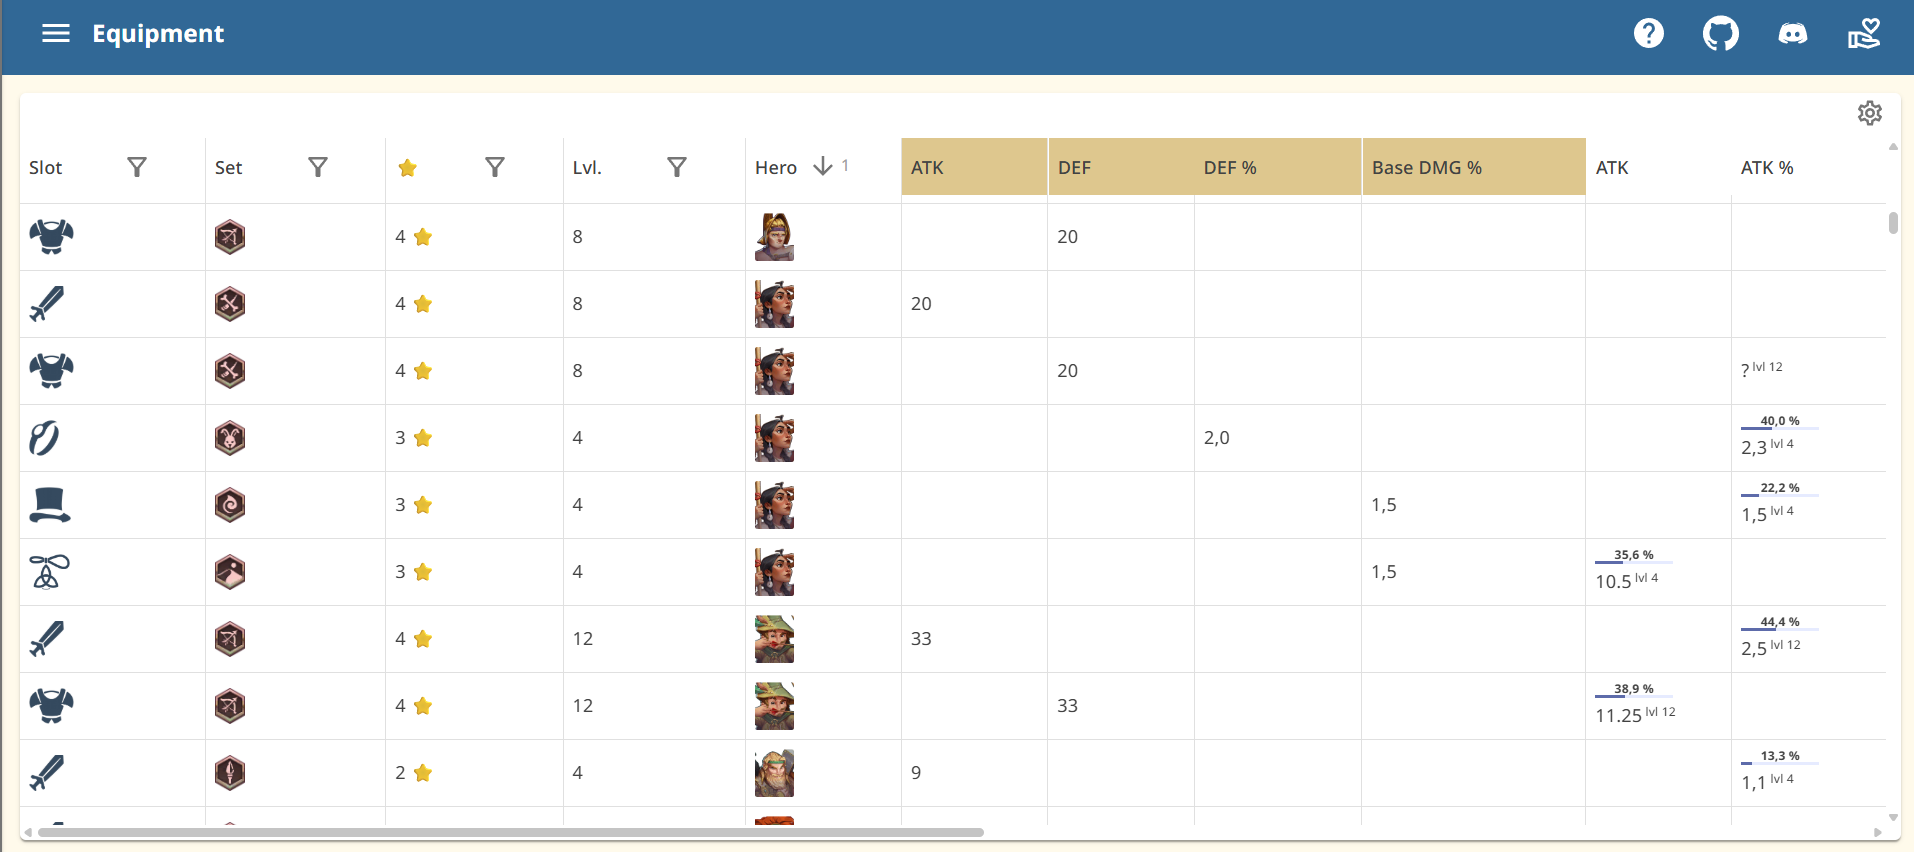 Equipment
Slot Set Lvl. Hero 1 ATK DEF DEF % Base DMG % ATK ATK %
4 8 20
4 8 20
4 8 20 ? lvl 12
3 4 2,0 40,0 % 2,3 lvl 4
3 4 1,5 22,2 % 1,5 lvl 4
3 4 1,5 35,6 % 10.5 lvl 4
4 12 33 44,4 % 2,5 lvl 12
4 12 33 38,9 % 11.25 lvl 12
2 4 9 13,3 % 1,1 lvl 4